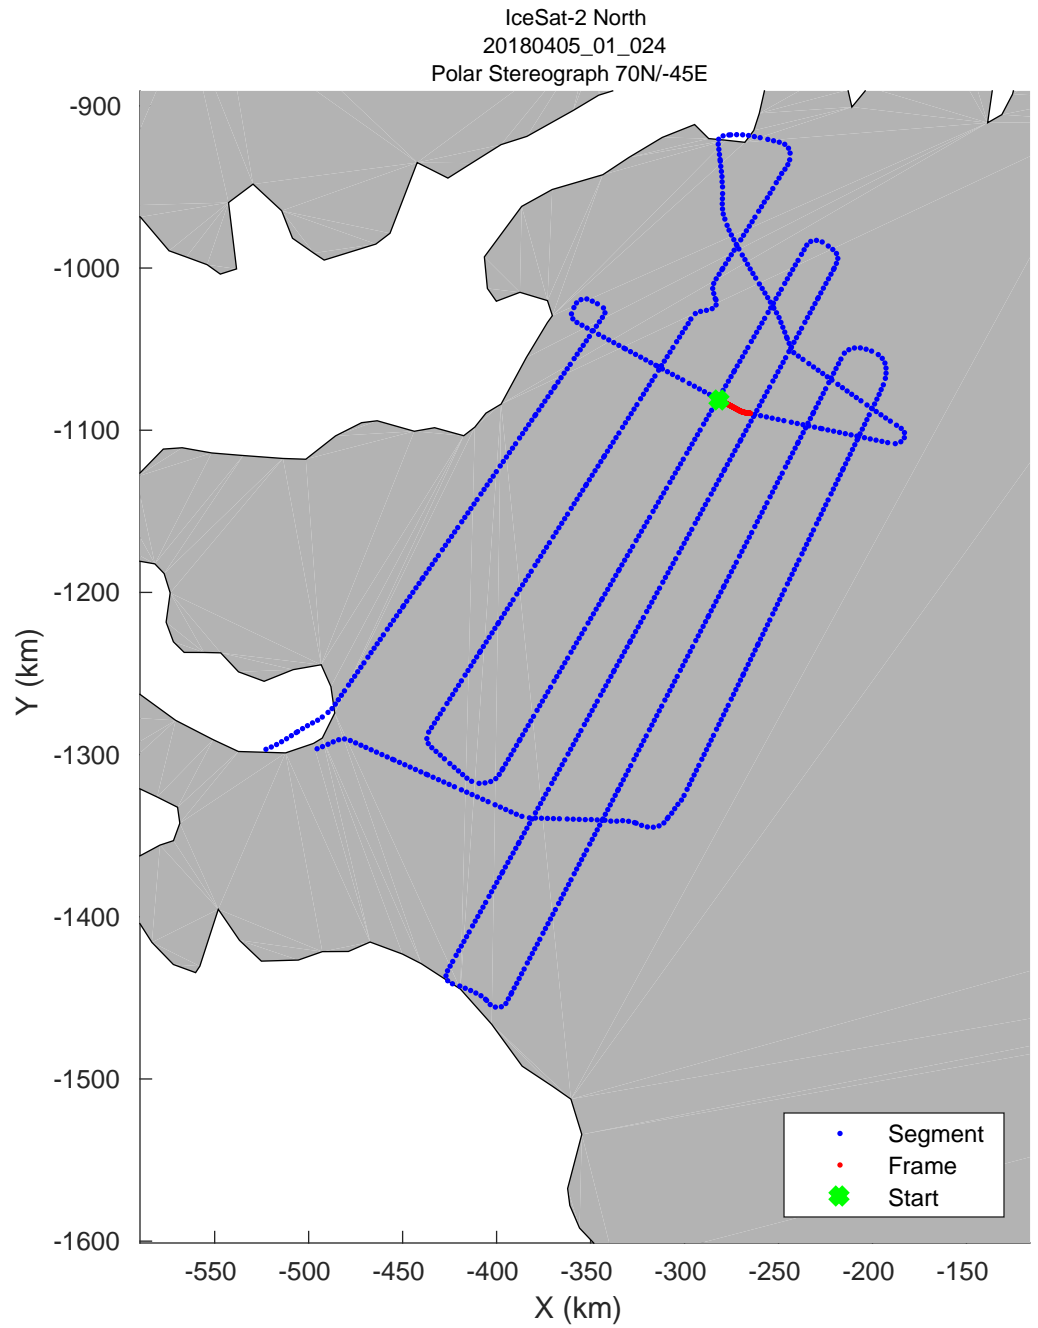 IceSat-2 North
20180405_01_024
Polar Stereograph 70N/-45E
-900
-1000
-1100
-1200
-1300
-1400
-1500
-1600
Y (km)
-550 -500 -450 -400 -350 -300 -250 -200 -150
X (km)
Segment
Frame
Start